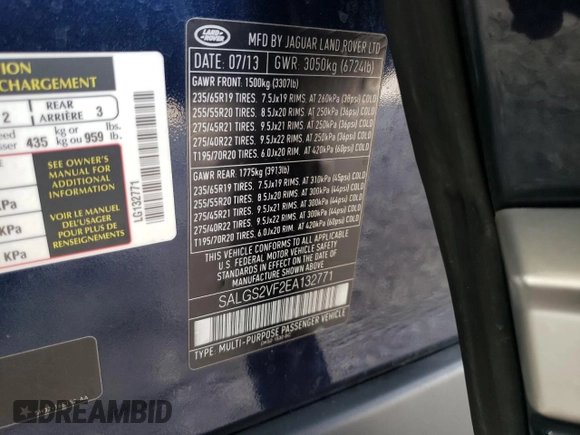 TION
CHARGEMENT
2 REAR ARRIÈRE 3
eed 435 kg or kg ou 959 lbs. lb.
SEE OWNER'S
MANUAL FOR
ADDITIONAL
INFORMATION
VOIR LE MANUEL
DE L'USAGER
POUR PLUS DE
RENSEIGNEMENTS
KPa
KPa
KPa
LG132771
LAND ROVER
MFD BY JAGUAR LAND ROVER LTD
DATE: 07/13 GWR. 3050kg (6724lb)
GAWR FRONT: 1500kg (3307lb)
235/65R19 TIRES. 7.5Jx19 RIMS. AT 260kPa (38psi) COLD
255/55R20 TIRES. 8.5Jx20 RIMS. AT 250kPa (36psi) COLD
275/45R21 TIRES. 9.5Jx21 RIMS. AT 250kPa (36psi) COLD
275/40R22 TIRES. 9.5Jx22 RIMS. AT 250kPa (36psi) COLD
T195/70R20 TIRES. 6.0Jx20 RIM. AT 420kPa (60psi) COLD
GAWR REAR: 1775kg (3913lb)
235/65R19 TIRES. 7.5Jx19 RIMS. AT 310kPa (45psi) COLD
255/55R20 TIRES. 8.5Jx20 RIMS. AT 300kPa (44psi) COLD
275/45R21 TIRES. 9.5Jx21 RIMS. AT 300kPa (44psi) COLD
275/40R22 TIRES. 9.5Jx22 RIMS. AT 300kPa (44psi) COLD
T195/70R20 TIRES. 6.0Jx20 RIM. AT 420kPa (60psi) COLD
THIS VEHICLE CONFORMS TO ALL APPLICABLE
U.S. FEDERAL MOTOR VEHICLE SAFETY
STANDARDS IN EFFECT ON THE DATE OF
MANUFACTURE SHOWN ABOVE
SALGS2VF2EA132771
TYPE: MULTI-PURPOSE PASSENGER VEHICLE
DREAMBID